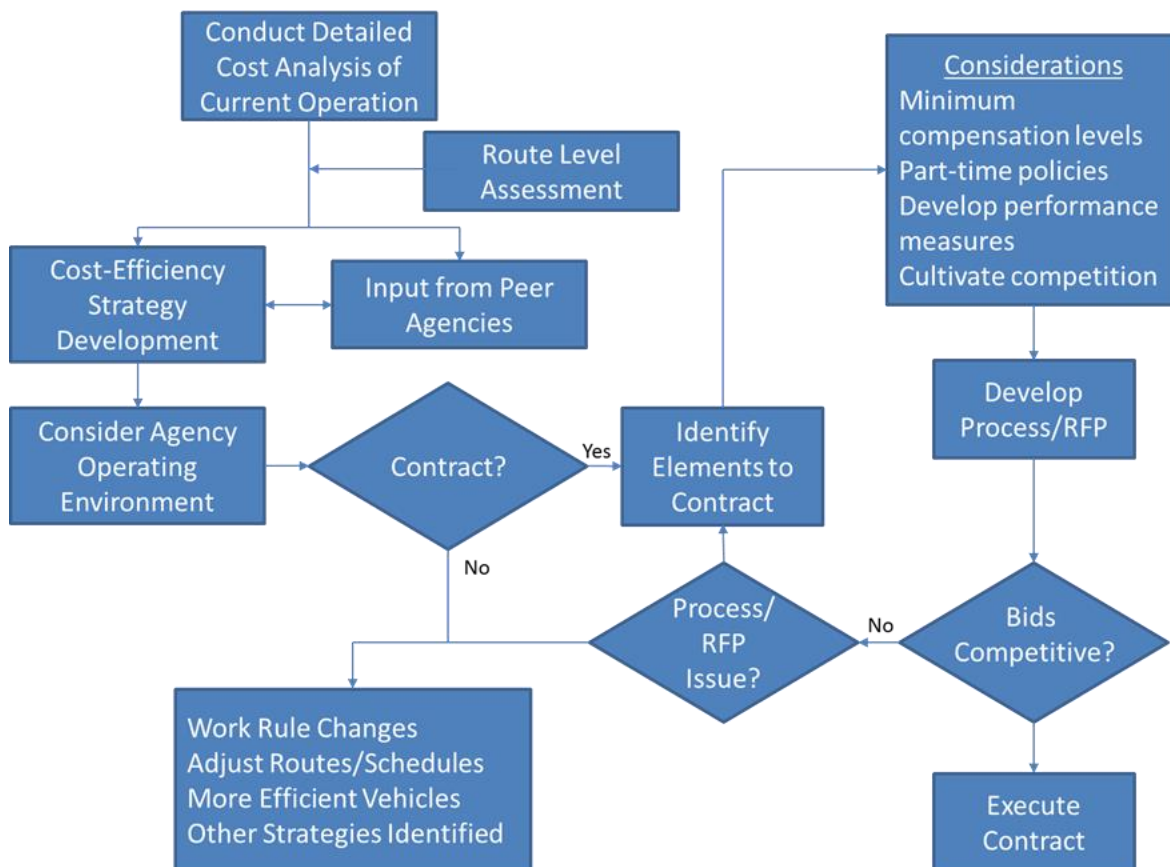 Conduct Detailed
Cost Analysis of
Current Operation
Route Level
Assessment
Cost-Efficiency
Strategy
Development
Input from Peer
Agencies
Consider Agency
Operating
Environment
Contract?
Yes
No
Identify
Elements to
Contract
Considerations
Minimum
compensation levels
Part-time policies
Develop performance
measures
Cultivate competition
Develop
Process/RFP
Bids
Competitive?
No
Process/
RFP
Issue?
Work Rule Changes
Adjust Routes/Schedules
More Efficient Vehicles
Other Strategies Identified
Execute
Contract